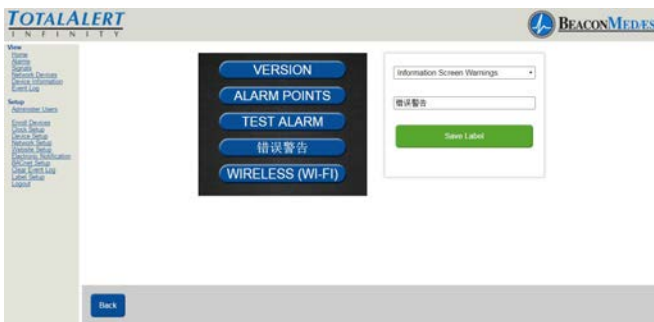 TOTALALERT
INFINITY
BEACONMEDÆS
View
Home
Alarms
Signals
Network Devices
Device Information
Event Log
Setup
Administer Users
Enroll Devices
Clock Setup
Device Setup
Network Setup
Website Setup
Electronic Notification
BACnet Setup
Clear Event Log
Label Setup
Logout
VERSION
ALARM POINTS
TEST ALARM
错误警告
WIRELESS (WI-FI)
Information Screen Warnings
错误警告
Save Label
Back